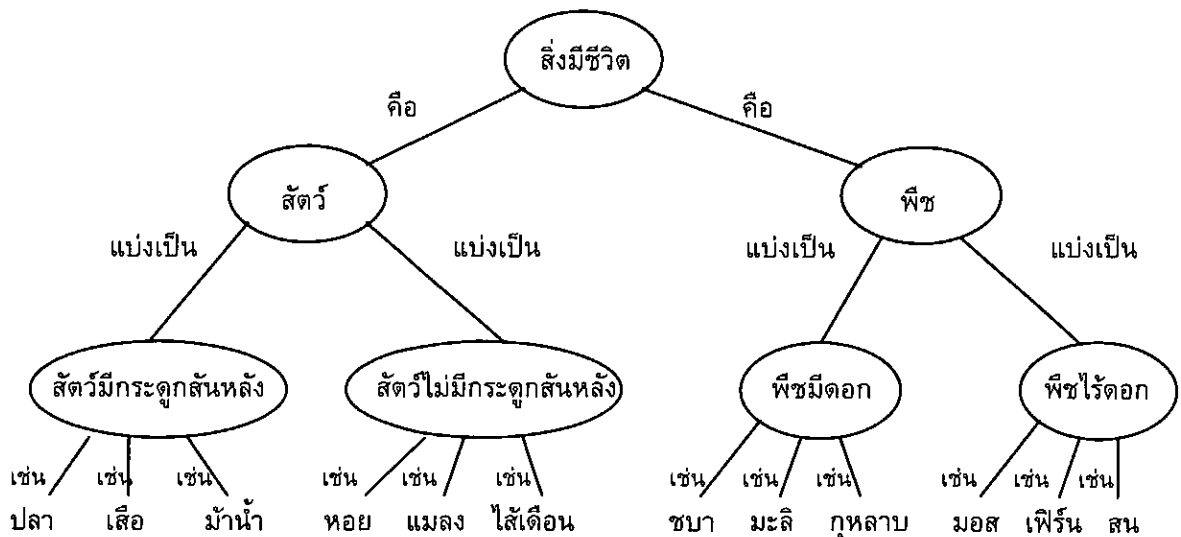 สิ่งมีชีวิต
คือ คือ
สัตว์ พืช
แบ่งเป็น แบ่งเป็น แบ่งเป็น แบ่งเป็น
สัตว์มีกระดูกสันหลัง สัตว์ไม่มีกระดูกสันหลัง พืชมีดอก พืชไร้ดอก
เช่น เช่น เช่น เช่น เช่น เช่น เช่น เช่น เช่น เช่น เช่น เช่น
ปลา เสือ ม้าน้ำ หอย แมลง ไส้เดือน ชบา มะลิ กุหลาบ มอส เฟิร์น สน